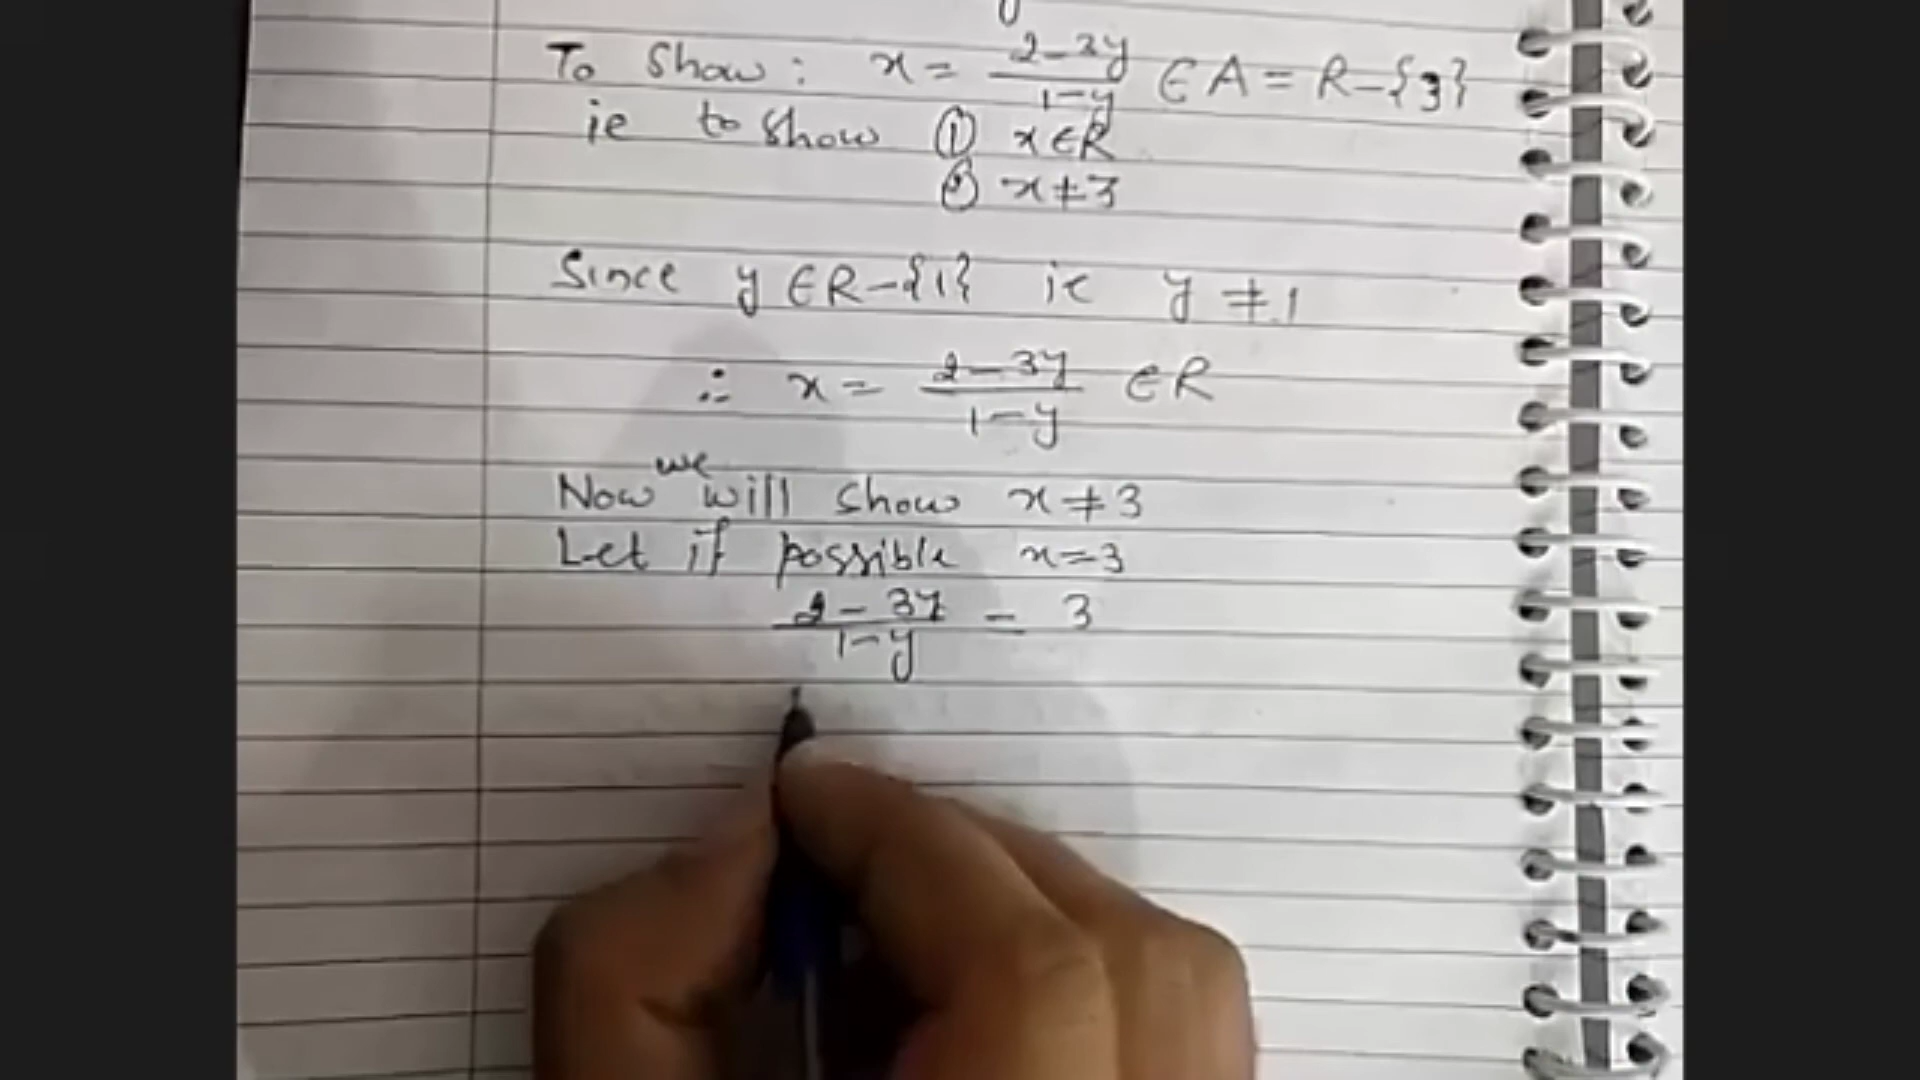 To Show: x = 2-3y/1-y ∈ A = R-{3}
ie to show ① x∈R
② x≠3
Since y ∈R-{1} ie y ≠ 1
∴ x = 2-3y/1-y ∈R
Now we will show x≠3
Let if possible x=3
2-3y/1-y = 3